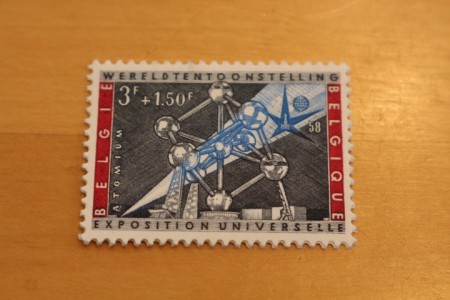 WERELDTENTOONSTELLING
3F + 1.50F
58
BELGIE
ATOMIUM
BELGIQUE
EXPOSITION UNIVERSELLE